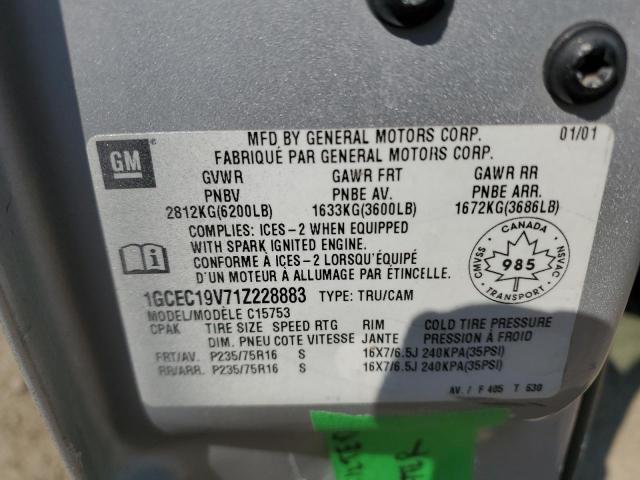 MFD BY GENERAL MOTORS CORP. 01/01
FABRIQUÉ PAR GENERAL MOTORS CORP.
GM
GVWR GAWR FRT GAWR RR
PNBV PNBE AV. PNBE ARR.
2812KG(6200LB) 1633KG(3600LB) 1672KG(3686LB)
COMPLIES: ICES-2 WHEN EQUIPPED
WITH SPARK IGNITED ENGINE.
CONFORME À ICES-2 LORSQU'ÉQUIPÉ
D'UN MOTEUR À ALLUMAGE PAR ÉTINCELLE.
CANADA
CMVSS 985 NSVAC
TRANSPORT
1GCEC19V71Z228883 TYPE: TRU/CAM
MODEL/MODÈLE C15753
CPAK TIRE SIZE SPEED RTG RIM COLD TIRE PRESSURE
DIM. PNEU COTE VITESSE JANTE PRESSION À FROID
FRT/AV. P235/75R16 S 16X7/6.5J 240KPA(35PSI)
RR/ARR. P235/75R16 S 16X7/6.5J 240KPA(35PSI)
AV. / F 405 T 630